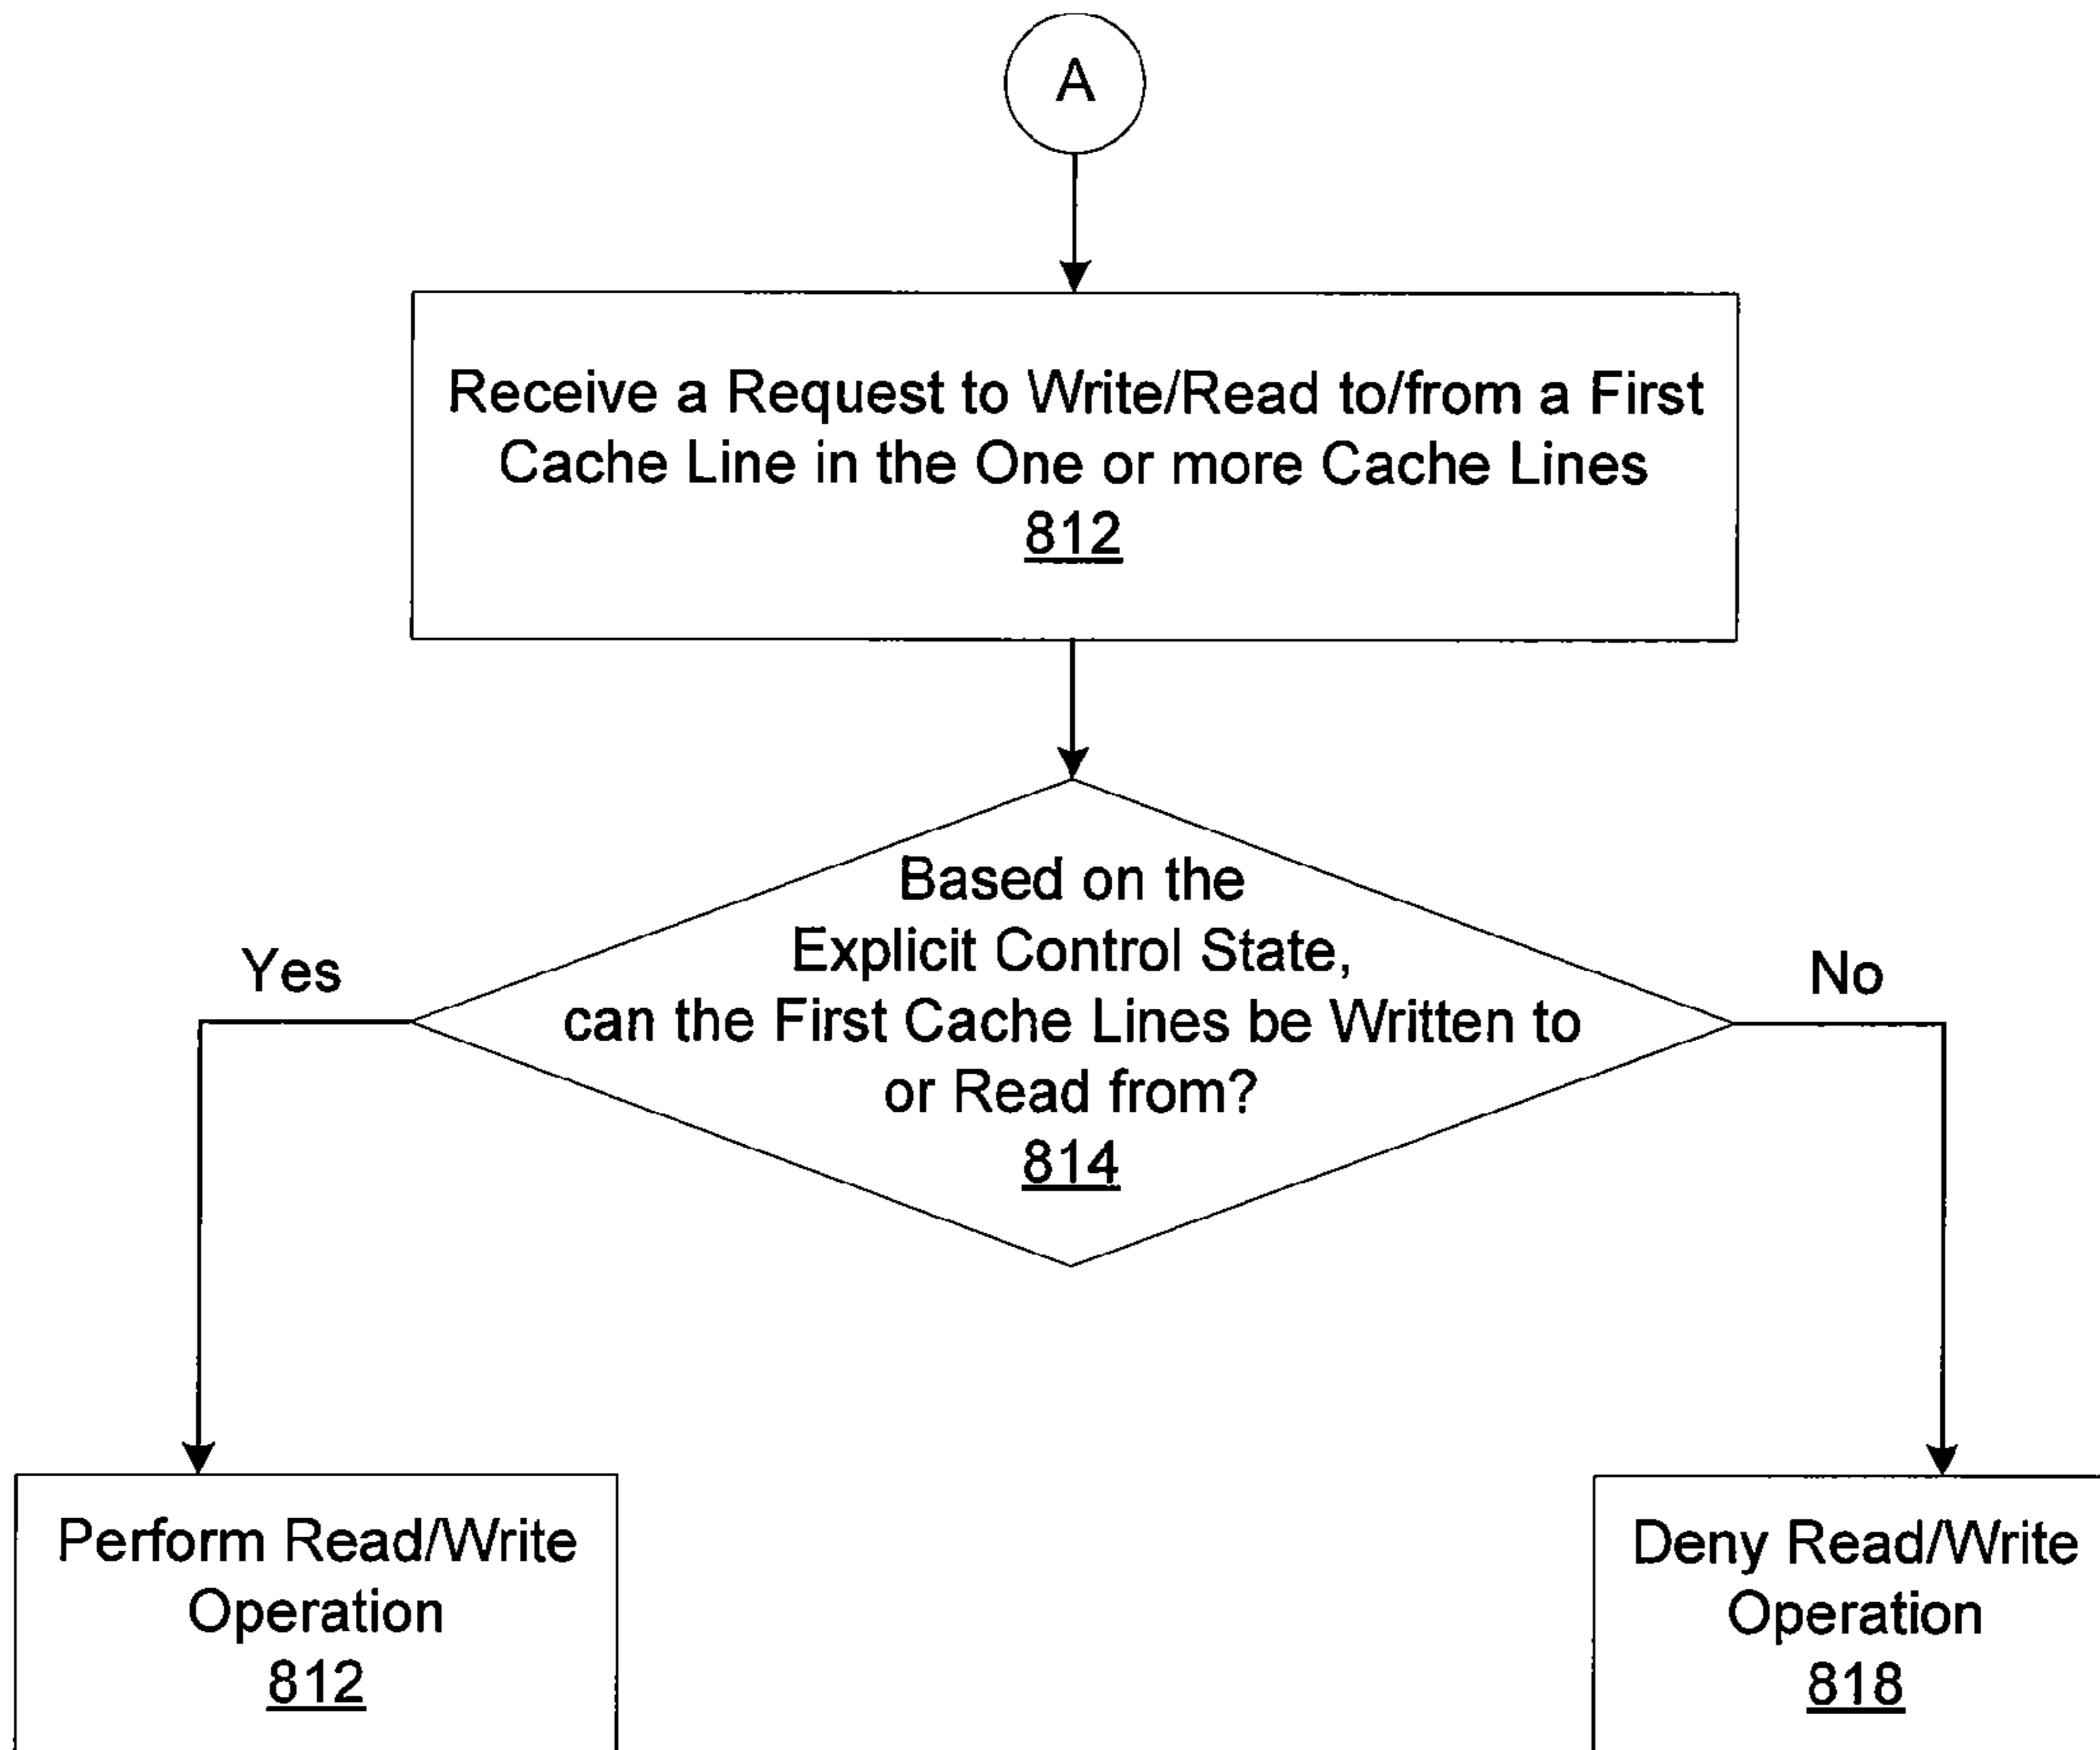 A
Receive a Request to Write/Read to/from a First
Cache Line in the One or more Cache Lines
812
Based on the
Explicit Control State,
can the First Cache Lines be Written to
or Read from?
814
Yes
No
Perform Read/Write
Operation
812
Deny Read/Write
Operation
818